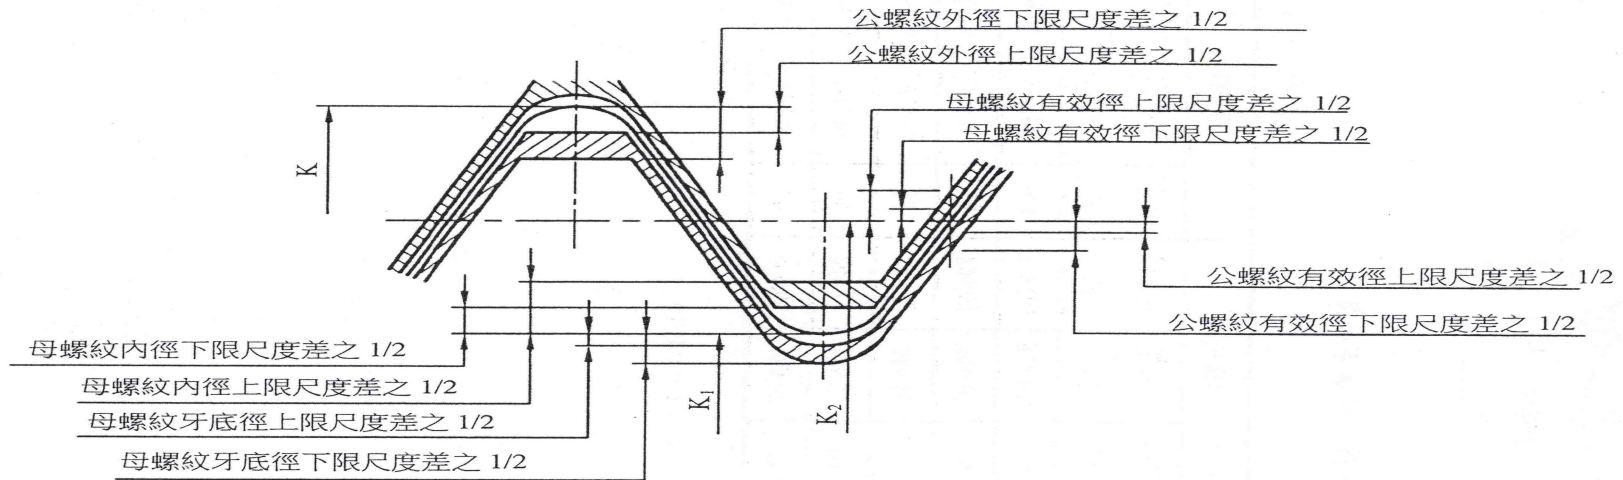 公螺紋外徑下限尺度差之 1/2
公螺紋外徑上限尺度差之 1/2
母螺紋有效徑上限尺度差之 1/2
母螺紋有效徑下限尺度差之 1/2
K
公螺紋有效徑上限尺度差之 1/2
公螺紋有效徑下限尺度差之 1/2
母螺紋內徑下限尺度差之 1/2
母螺紋內徑上限尺度差之 1/2
母螺紋牙底徑上限尺度差之 1/2
母螺紋牙底徑下限尺度差之 1/2
K₁
K₂